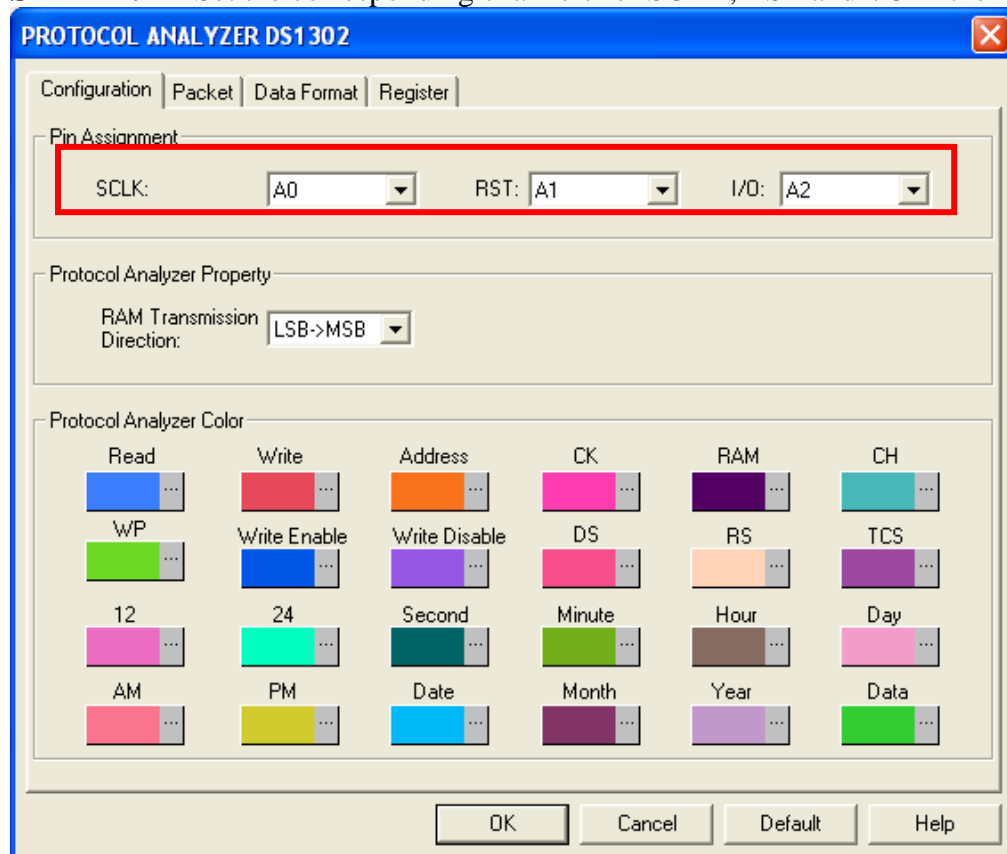 PROTOCOL ANALYZER DS1302
Configuration Packet Data Format Register
Pin Assignment
SCLK: A0 RST: A1 I/O: A2
Protocol Analyzer Property
RAM Transmission
Direction: LSB->MSB
Protocol Analyzer Color
Read Write Address CK RAM CH
... ... ... ... ... ...
WP Write Enable Write Disable DS RS TCS
... ... ... ... ... ...
12 24 Second Minute Hour Day
... ... ... ... ... ...
AM PM Date Month Year Data
... ... ... ... ... ...
OK Cancel Default Help